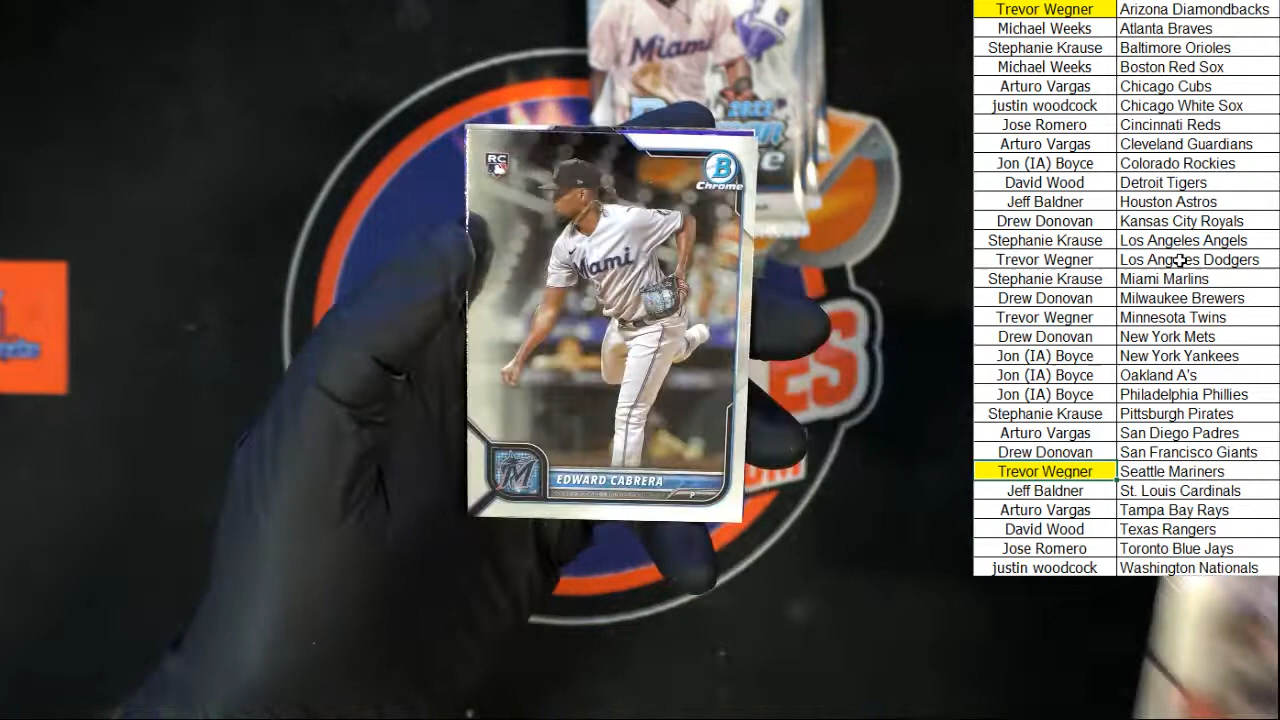 Miami
2022
RC
B
Chrome
Miami
M
EDWARD CABRERA
P
ES
Trevor Wegner Arizona Diamondbacks
Michael Weeks Atlanta Braves
Stephanie Krause Baltimore Orioles
Michael Weeks Boston Red Sox
Arturo Vargas Chicago Cubs
justin woodcock Chicago White Sox
Jose Romero Cincinnati Reds
Arturo Vargas Cleveland Guardians
Jon (IA) Boyce Colorado Rockies
David Wood Detroit Tigers
Jeff Baldner Houston Astros
Drew Donovan Kansas City Royals
Stephanie Krause Los Angeles Angels
Trevor Wegner Los Angeles Dodgers
Stephanie Krause Miami Marlins
Drew Donovan Milwaukee Brewers
Trevor Wegner Minnesota Twins
Drew Donovan New York Mets
Jon (IA) Boyce New York Yankees
Jon (IA) Boyce Oakland A's
Jon (IA) Boyce Philadelphia Phillies
Stephanie Krause Pittsburgh Pirates
Arturo Vargas San Diego Padres
Drew Donovan San Francisco Giants
Trevor Wegner Seattle Mariners
Jeff Baldner St. Louis Cardinals
Arturo Vargas Tampa Bay Rays
David Wood Texas Rangers
Jose Romero Toronto Blue Jays
justin woodcock Washington Nationals